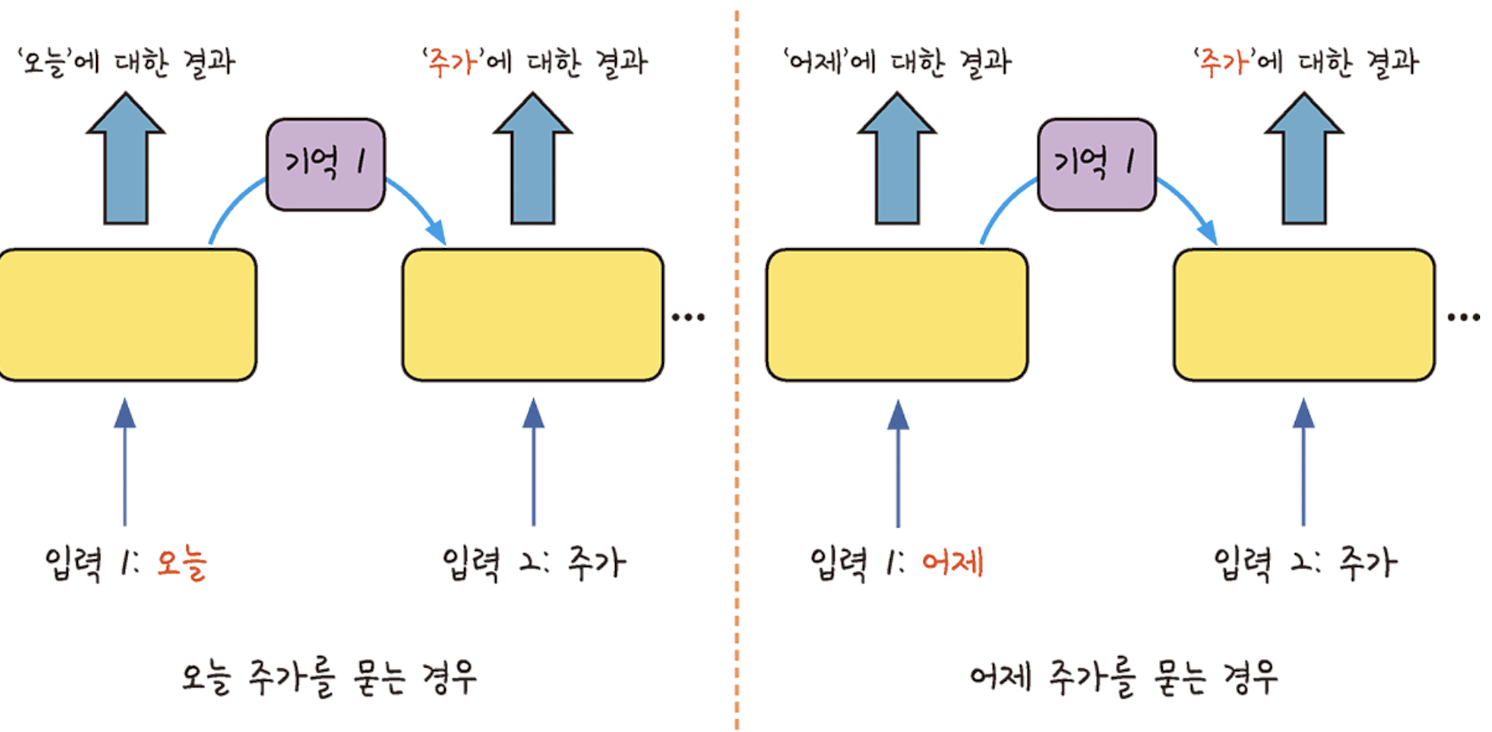 ‘오늘’에 대한 결과
‘주가’에 대한 결과
기억 1
...
입력 1: 오늘
입력 2: 주가
오늘 주가를 묻는 경우
‘어제’에 대한 결과
‘주가’에 대한 결과
기억 1
...
입력 1: 어제
입력 2: 주가
어제 주가를 묻는 경우